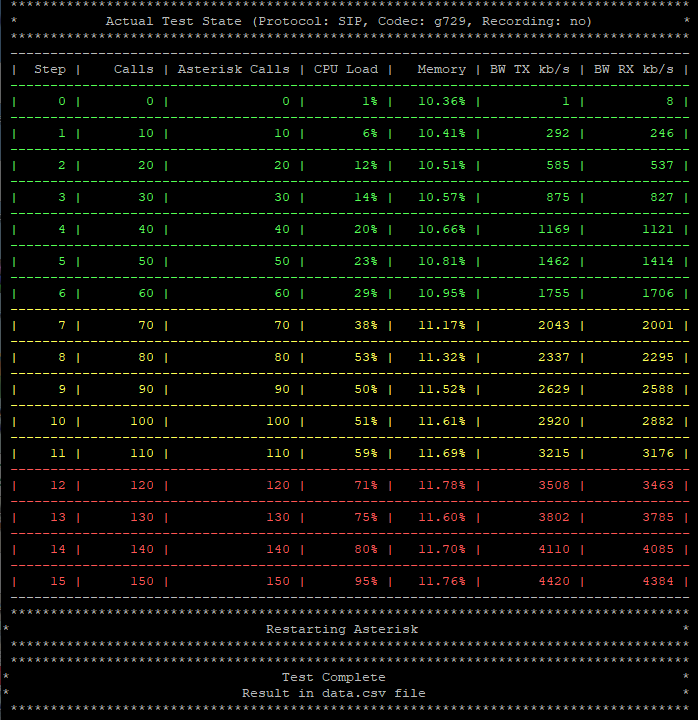 ****************************************************************************************
* Actual Test State (Protocol: SIP, Codec: g729, Recording: no) *
****************************************************************************************
----------------------------------------------------------------------------------------
| Step | Calls | Asterisk Calls | CPU Load | Memory | BW TX kb/s | BW RX kb/s |
----------------------------------------------------------------------------------------
| 0 | 0 | 0 | 1% | 10.36% | 1 | 8 |
----------------------------------------------------------------------------------------
| 1 | 10 | 10 | 6% | 10.41% | 292 | 246 |
----------------------------------------------------------------------------------------
| 2 | 20 | 20 | 12% | 10.51% | 585 | 537 |
----------------------------------------------------------------------------------------
| 3 | 30 | 30 | 14% | 10.57% | 875 | 827 |
----------------------------------------------------------------------------------------
| 4 | 40 | 40 | 20% | 10.66% | 1169 | 1121 |
----------------------------------------------------------------------------------------
| 5 | 50 | 50 | 23% | 10.81% | 1462 | 1414 |
----------------------------------------------------------------------------------------
| 6 | 60 | 60 | 29% | 10.95% | 1755 | 1706 |
----------------------------------------------------------------------------------------
| 7 | 70 | 70 | 38% | 11.17% | 2043 | 2001 |
----------------------------------------------------------------------------------------
| 8 | 80 | 80 | 53% | 11.32% | 2337 | 2295 |
----------------------------------------------------------------------------------------
| 9 | 90 | 90 | 50% | 11.52% | 2629 | 2588 |
----------------------------------------------------------------------------------------
| 10 | 100 | 100 | 51% | 11.61% | 2920 | 2882 |
----------------------------------------------------------------------------------------
| 11 | 110 | 110 | 59% | 11.69% | 3215 | 3176 |
----------------------------------------------------------------------------------------
| 12 | 120 | 120 | 71% | 11.78% | 3508 | 3463 |
----------------------------------------------------------------------------------------
| 13 | 130 | 130 | 75% | 11.60% | 3802 | 3785 |
----------------------------------------------------------------------------------------
| 14 | 140 | 140 | 80% | 11.70% | 4110 | 4085 |
----------------------------------------------------------------------------------------
| 15 | 150 | 150 | 95% | 11.76% | 4420 | 4384 |
----------------------------------------------------------------------------------------
****************************************************************************************
* Restarting Asterisk *
****************************************************************************************
****************************************************************************************
* Test Complete *
* Result in data.csv file *
****************************************************************************************